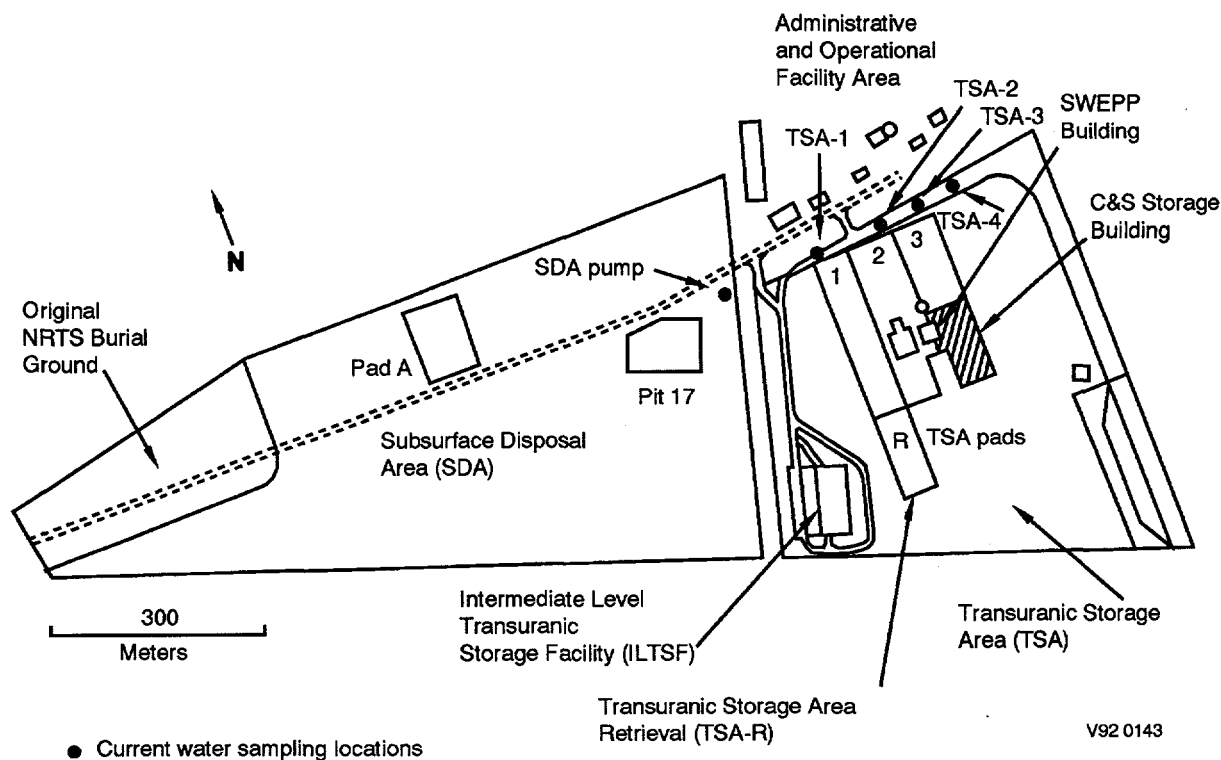 Administrative
and Operational
Facility Area
TSA-2
TSA-3
SWEPP
Building
TSA-1
C&S Storage
Building
TSA-4
N
SDA pump
1
2
3
Original
NRTS Burial
Ground
Pad A
Pit 17
Subsurface Disposal
Area (SDA)
R
TSA pads
300
Meters
Intermediate Level
Transuranic
Storage Facility (ILTSF)
Transuranic Storage
Area (TSA)
Transuranic Storage Area
Retrieval (TSA-R)
V92 0143
Current water sampling locations